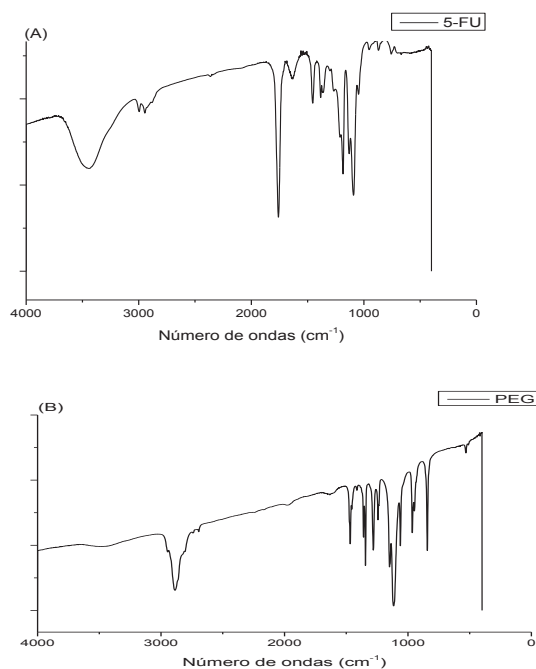 (A)
5-FU
4000 3000 2000 1000 0
Número de ondas (cm⁻¹)
(B)
PEG
4000 3000 2000 1000 0
Número de ondas (cm⁻¹)